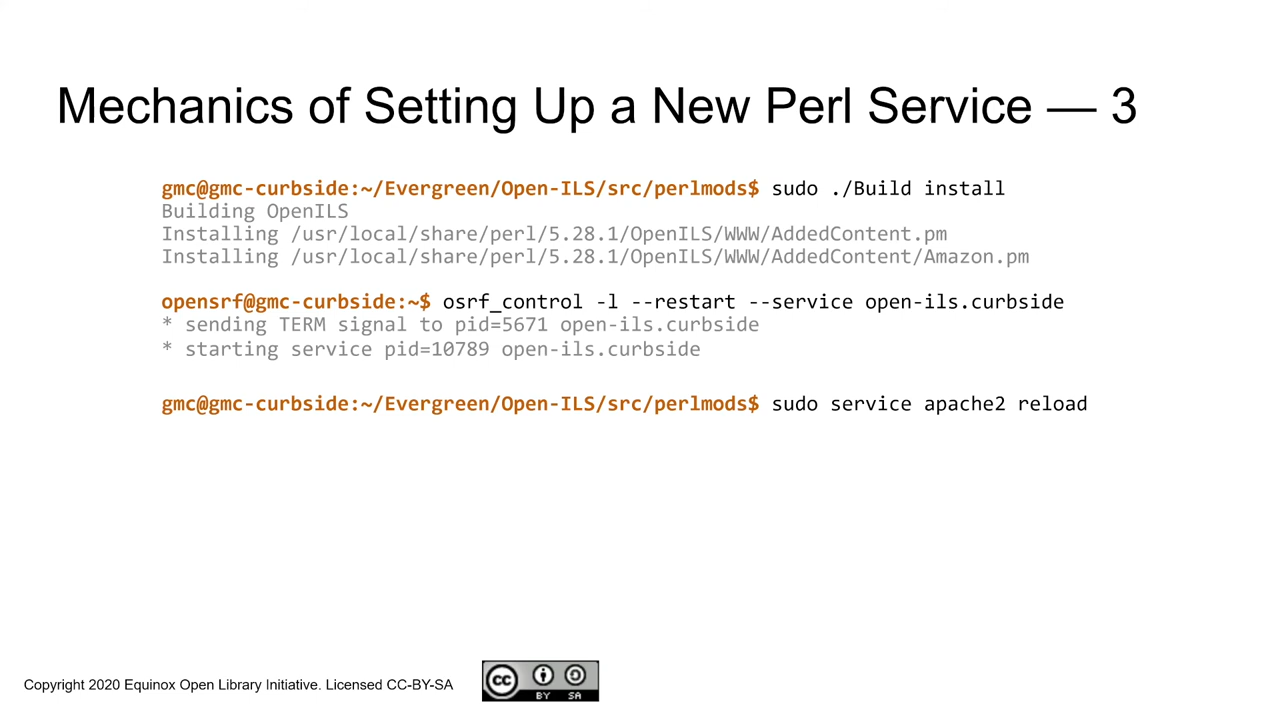 Mechanics of Setting Up a New Perl Service — 3
gmc@gmc-curbside:~/Evergreen/Open-ILS/src/perlmods$ sudo ./Build install
Building OpenILS
Installing /usr/local/share/perl/5.28.1/OpenILS/WWW/AddedContent.pm
Installing /usr/local/share/perl/5.28.1/OpenILS/WWW/AddedContent/Amazon.pm
opensrf@gmc-curbside:~$ osrf_control -l --restart --service open-ils.curbside
* sending TERM signal to pid=5671 open-ils.curbside
* starting service pid=10789 open-ils.curbside
gmc@gmc-curbside:~/Evergreen/Open-ILS/src/perlmods$ sudo service apache2 reload
Copyright 2020 Equinox Open Library Initiative. Licensed CC-BY-SA
cc
BY SA